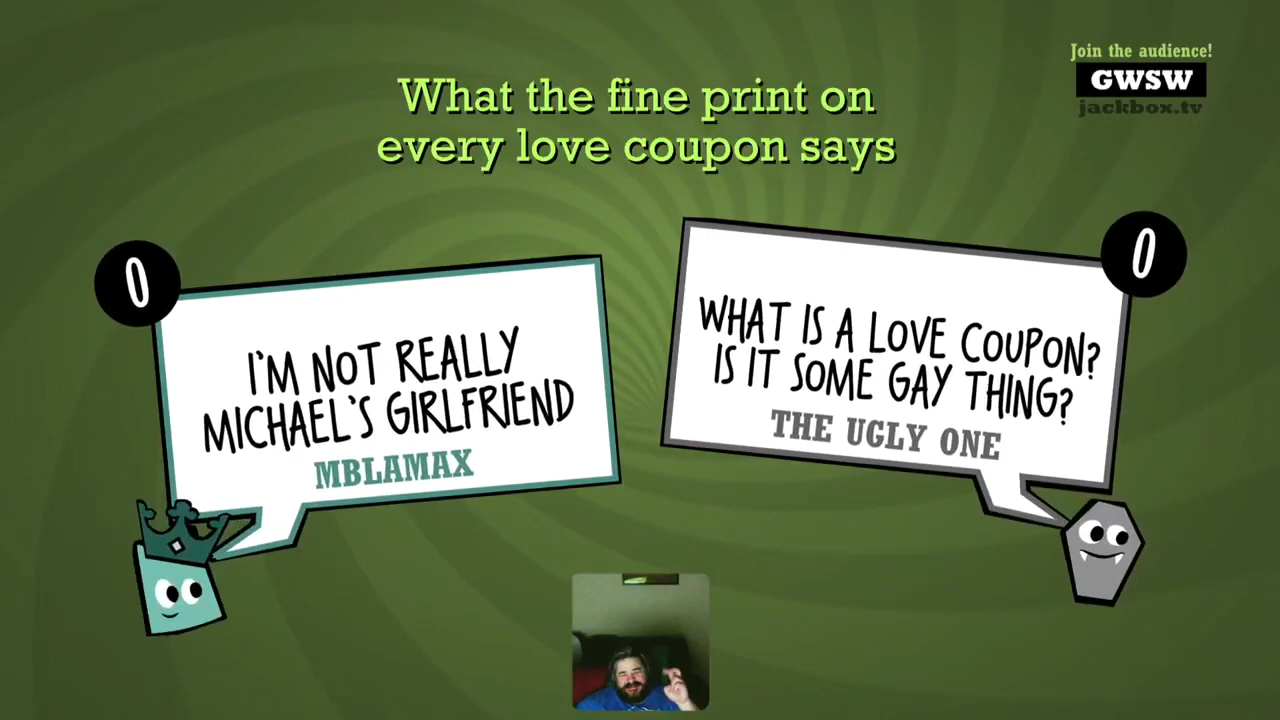 Join the audience!
GWSW
jackbox.tv
What the fine print on
every love coupon says
0
I'M NOT REALLY
MICHAEL'S GIRLFRIEND
MBLAMAX
0
WHAT IS A LOVE COUPON?
IS IT SOME GAY THING?
THE UGLY ONE